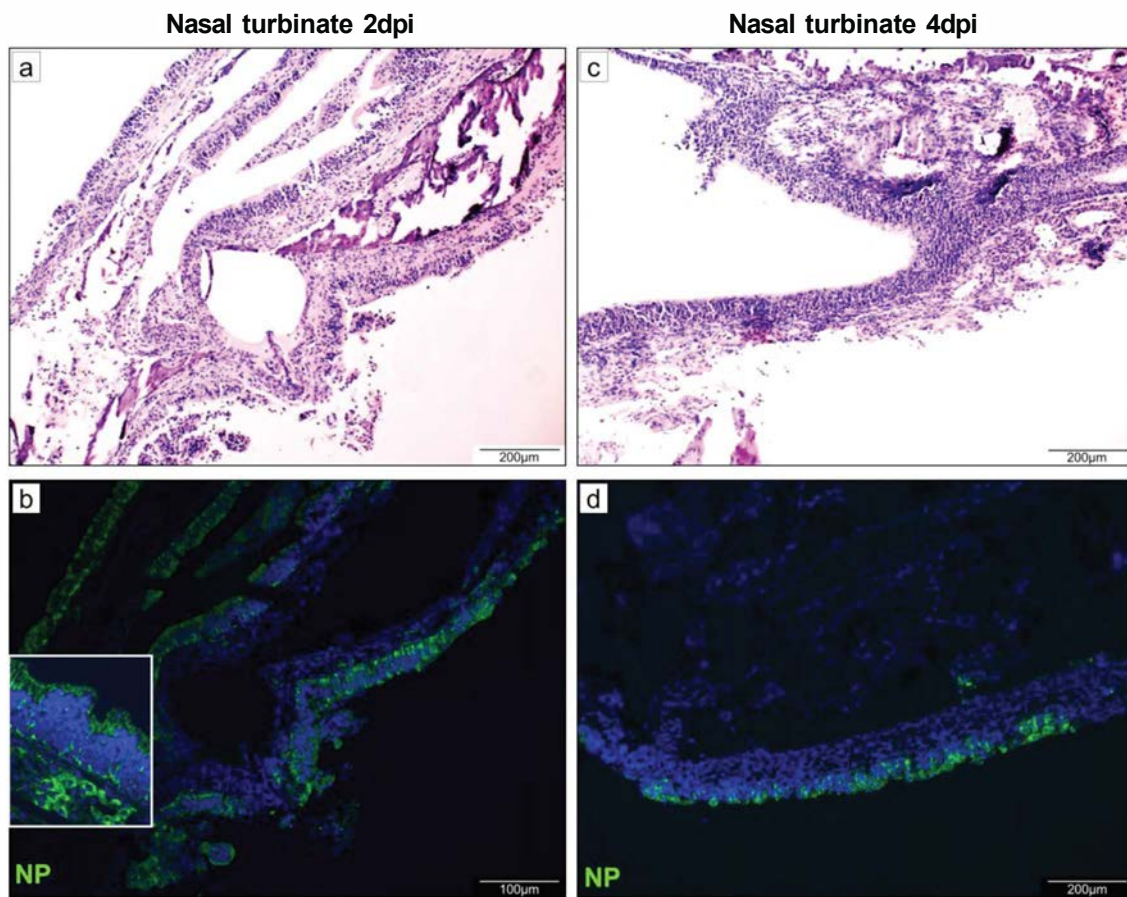 Nasal turbinate 2dpi
Nasal turbinate 4dpi
a
200µm
c
200µm
b
NP
100µm
d
NP
200µm